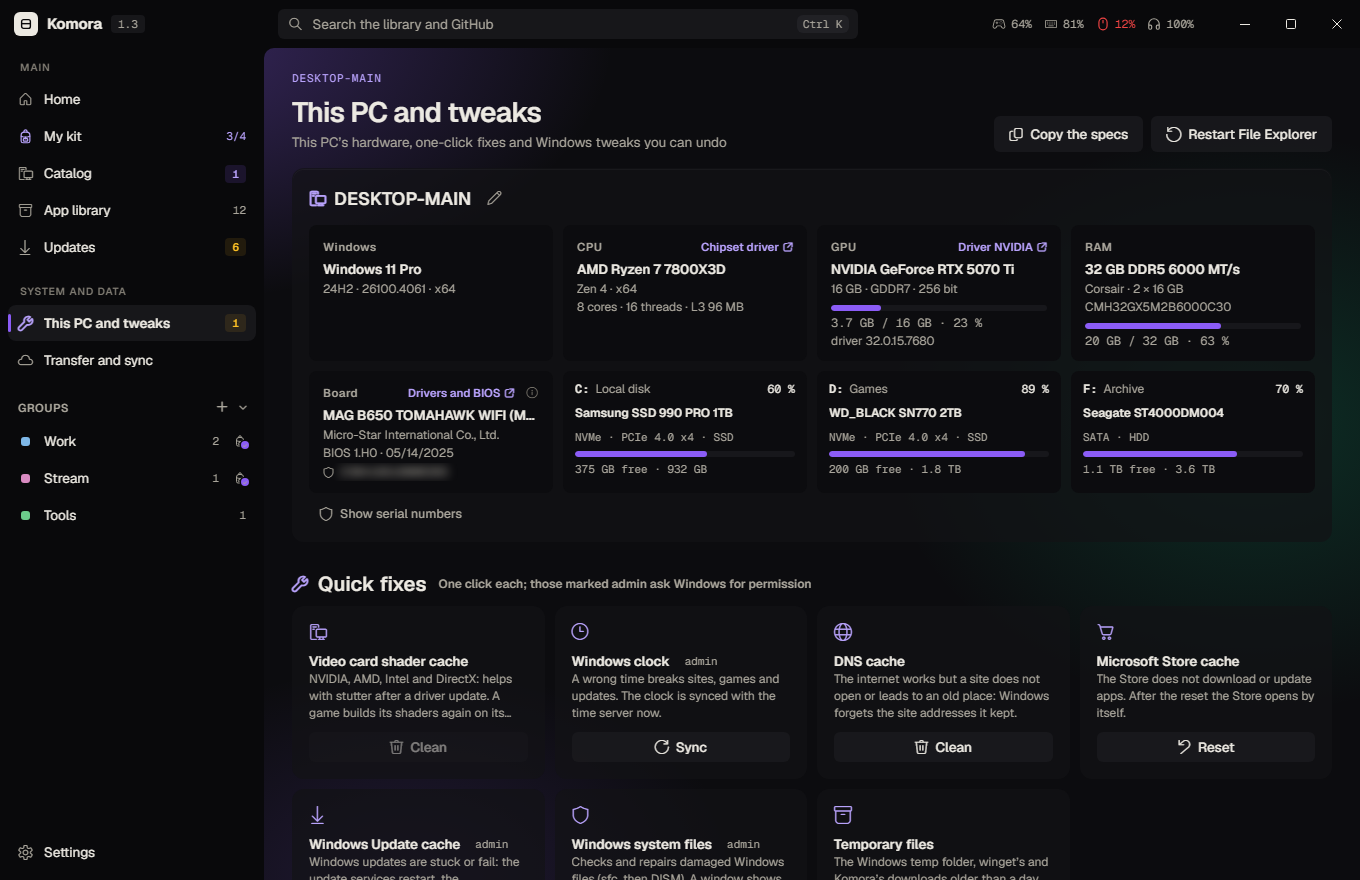 Komora 1.3
Search the library and GitHub
Ctrl K
64% 81% 12% 100%
MAIN
Home
My kit 3/4
Catalog 1
App library 12
Updates 6
SYSTEM AND DATA
This PC and tweaks 1
Transfer and sync
GROUPS
Work 2
Stream 1
Tools 1
Settings
DESKTOP-MAIN
This PC and tweaks
This PC's hardware, one-click fixes and Windows tweaks you can undo
Copy the specs
Restart File Explorer
DESKTOP-MAIN
Windows
Windows 11 Pro
24H2 · 26100.4061 · x64
CPU Chipset driver
AMD Ryzen 7 7800X3D
Zen 4 · x64
8 cores · 16 threads · L3 96 MB
GPU Driver NVIDIA
NVIDIA GeForce RTX 5070 Ti
16 GB · GDDR7 · 256 bit
3.7 GB / 16 GB · 23 %
driver 32.0.15.7680
RAM
32 GB DDR5 6000 MT/s
Corsair · 2 × 16 GB
CMH32GX5M2B6000C30
20 GB / 32 GB · 63 %
Board Drivers and BIOS
MAG B650 TOMAHAWK WIFI (M...
Micro-Star International Co., Ltd.
BIOS 1.H0 · 05/14/2025
C: Local disk 60 %
Samsung SSD 990 PRO 1TB
NVMe · PCIe 4.0 x4 · SSD
375 GB free · 932 GB
D: Games 89 %
WD_BLACK SN770 2TB
NVMe · PCIe 4.0 x4 · SSD
200 GB free · 1.8 TB
F: Archive 70 %
Seagate ST4000DM004
SATA · HDD
1.1 TB free · 3.6 TB
Show serial numbers
Quick fixes One click each; those marked admin ask Windows for permission
Video card shader cache
NVIDIA, AMD, Intel and DirectX: helps
with stutter after a driver update. A
game builds its shaders again on its...
Clean
Windows clock admin
A wrong time breaks sites, games and
updates. The clock is synced with the
time server now.
Sync
DNS cache
The internet works but a site does not
open or leads to an old place: Windows
forgets the site addresses it kept.
Clean
Microsoft Store cache
The Store does not download or update
apps. After the reset the Store opens by
itself.
Reset
Windows Update cache admin
Windows updates are stuck or fail: the
update services restart, the
Windows system files admin
Checks and repairs damaged Windows
files (sfc, then DISM). A window shows
Temporary files
The Windows temp folder, winget's and
Komora's downloads older than a day.